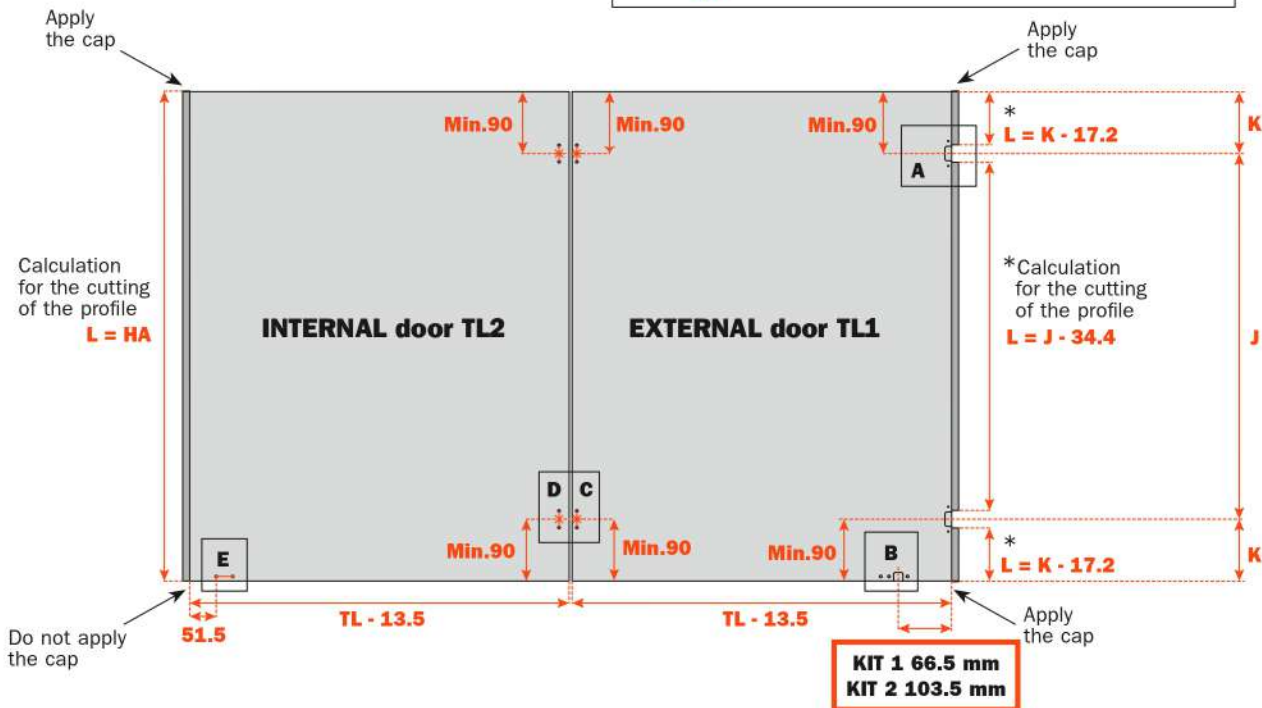 Apply
the cap
Apply
the cap
Min.90
Min.90
Min.90
*
L = K - 17.2
K
A
Calculation
for the cutting
of the profile
L = HA
INTERNAL door TL2
EXTERNAL door TL1
*Calculation
for the cutting
of the profile
L = J - 34.4
J
D
C
E
Min.90
Min.90
Min.90
B
*
L = K - 17.2
K
Do not apply
the cap
51.5
TL - 13.5
TL - 13.5
Apply
the cap
KIT 1 66.5 mm
KIT 2 103.5 mm